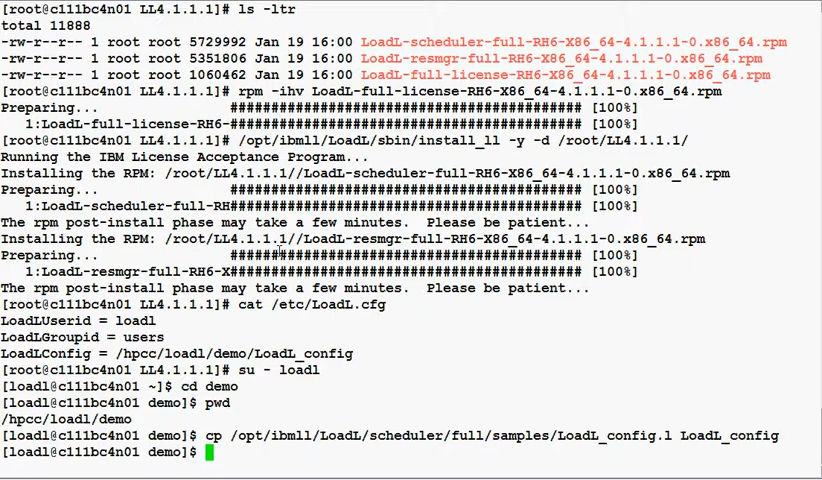 [root@c111bc4n01 LL4.1.1.1]# ls -ltr
total 11888
-rw-r--r-- 1 root root 5729992 Jan 19 16:00 LoadL-scheduler-full-RH6-X86_64-4.1.1.1-0.x86_64.rpm
-rw-r--r-- 1 root root 5351806 Jan 19 16:00 LoadL-resmgr-full-RH6-X86_64-4.1.1.1-0.x86_64.rpm
-rw-r--r-- 1 root root 1060462 Jan 19 16:00 LoadL-full-license-RH6-X86_64-4.1.1.1-0.x86_64.rpm
[root@c111bc4n01 LL4.1.1.1]# rpm -ihv LoadL-full-license-RH6-X86_64-4.1.1.1-0.x86_64.rpm
Preparing...                ########################################### [100%]
   1:LoadL-full-license-RH6-########################################### [100%]
[root@c111bc4n01 LL4.1.1.1]# /opt/ibmll/LoadL/sbin/install_ll -y -d /root/LL4.1.1.1/
Running the IBM License Acceptance Program...
Installing the RPM: /root/LL4.1.1.1//LoadL-scheduler-full-RH6-X86_64-4.1.1.1-0.x86_64.rpm
Preparing...                ########################################### [100%]
   1:LoadL-scheduler-full-RH########################################### [100%]
The rpm post-install phase may take a few minutes.  Please be patient...
Installing the RPM: /root/LL4.1.1.1//LoadL-resmgr-full-RH6-X86_64-4.1.1.1-0.x86_64.rpm
Preparing...                ########################################### [100%]
   1:LoadL-resmgr-full-RH6-X########################################### [100%]
The rpm post-install phase may take a few minutes.  Please be patient...
[root@c111bc4n01 LL4.1.1.1]# cat /etc/LoadL.cfg
LoadLUserid = loadl
LoadLGroupid = users
LoadLConfig = /hpcc/loadl/demo/LoadL_config
[root@c111bc4n01 LL4.1.1.1]# su - loadl
[loadl@c111bc4n01 ~]$ cd demo
[loadl@c111bc4n01 demo]$ pwd
/hpcc/loadl/demo
[loadl@c111bc4n01 demo]$ cp /opt/ibmll/LoadL/scheduler/full/samples/LoadL_config.l LoadL_config
[loadl@c111bc4n01 demo]$